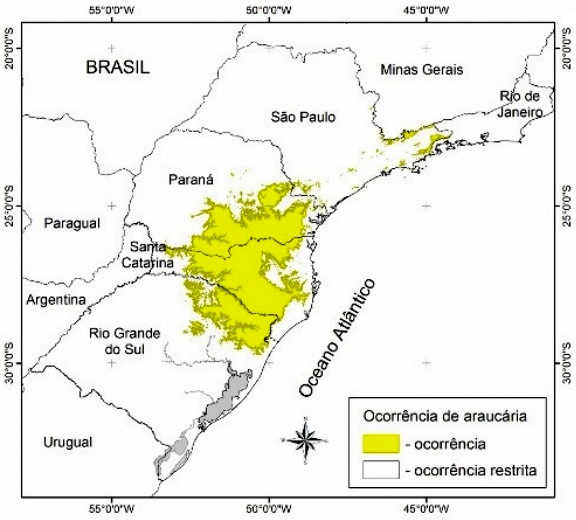 55°0'0"W 50°0'0"W 45°0'0"W
20°0'0"S 20°0'0"S
BRASIL
Minas Gerais
Rio de
Janeiro
São Paulo
Paraná
25°0'0"S 25°0'0"S
Paragual
Santa
Catarina
Argentina
Rio Grande
do Sul
Oceano Atlântico
30°0'0"S 30°0'0"S
Urugual
Ocorrência de araucária
- ocorrência
- ocorrência restrita
55°0'0"W 50°0'0"W 45°0'0"W